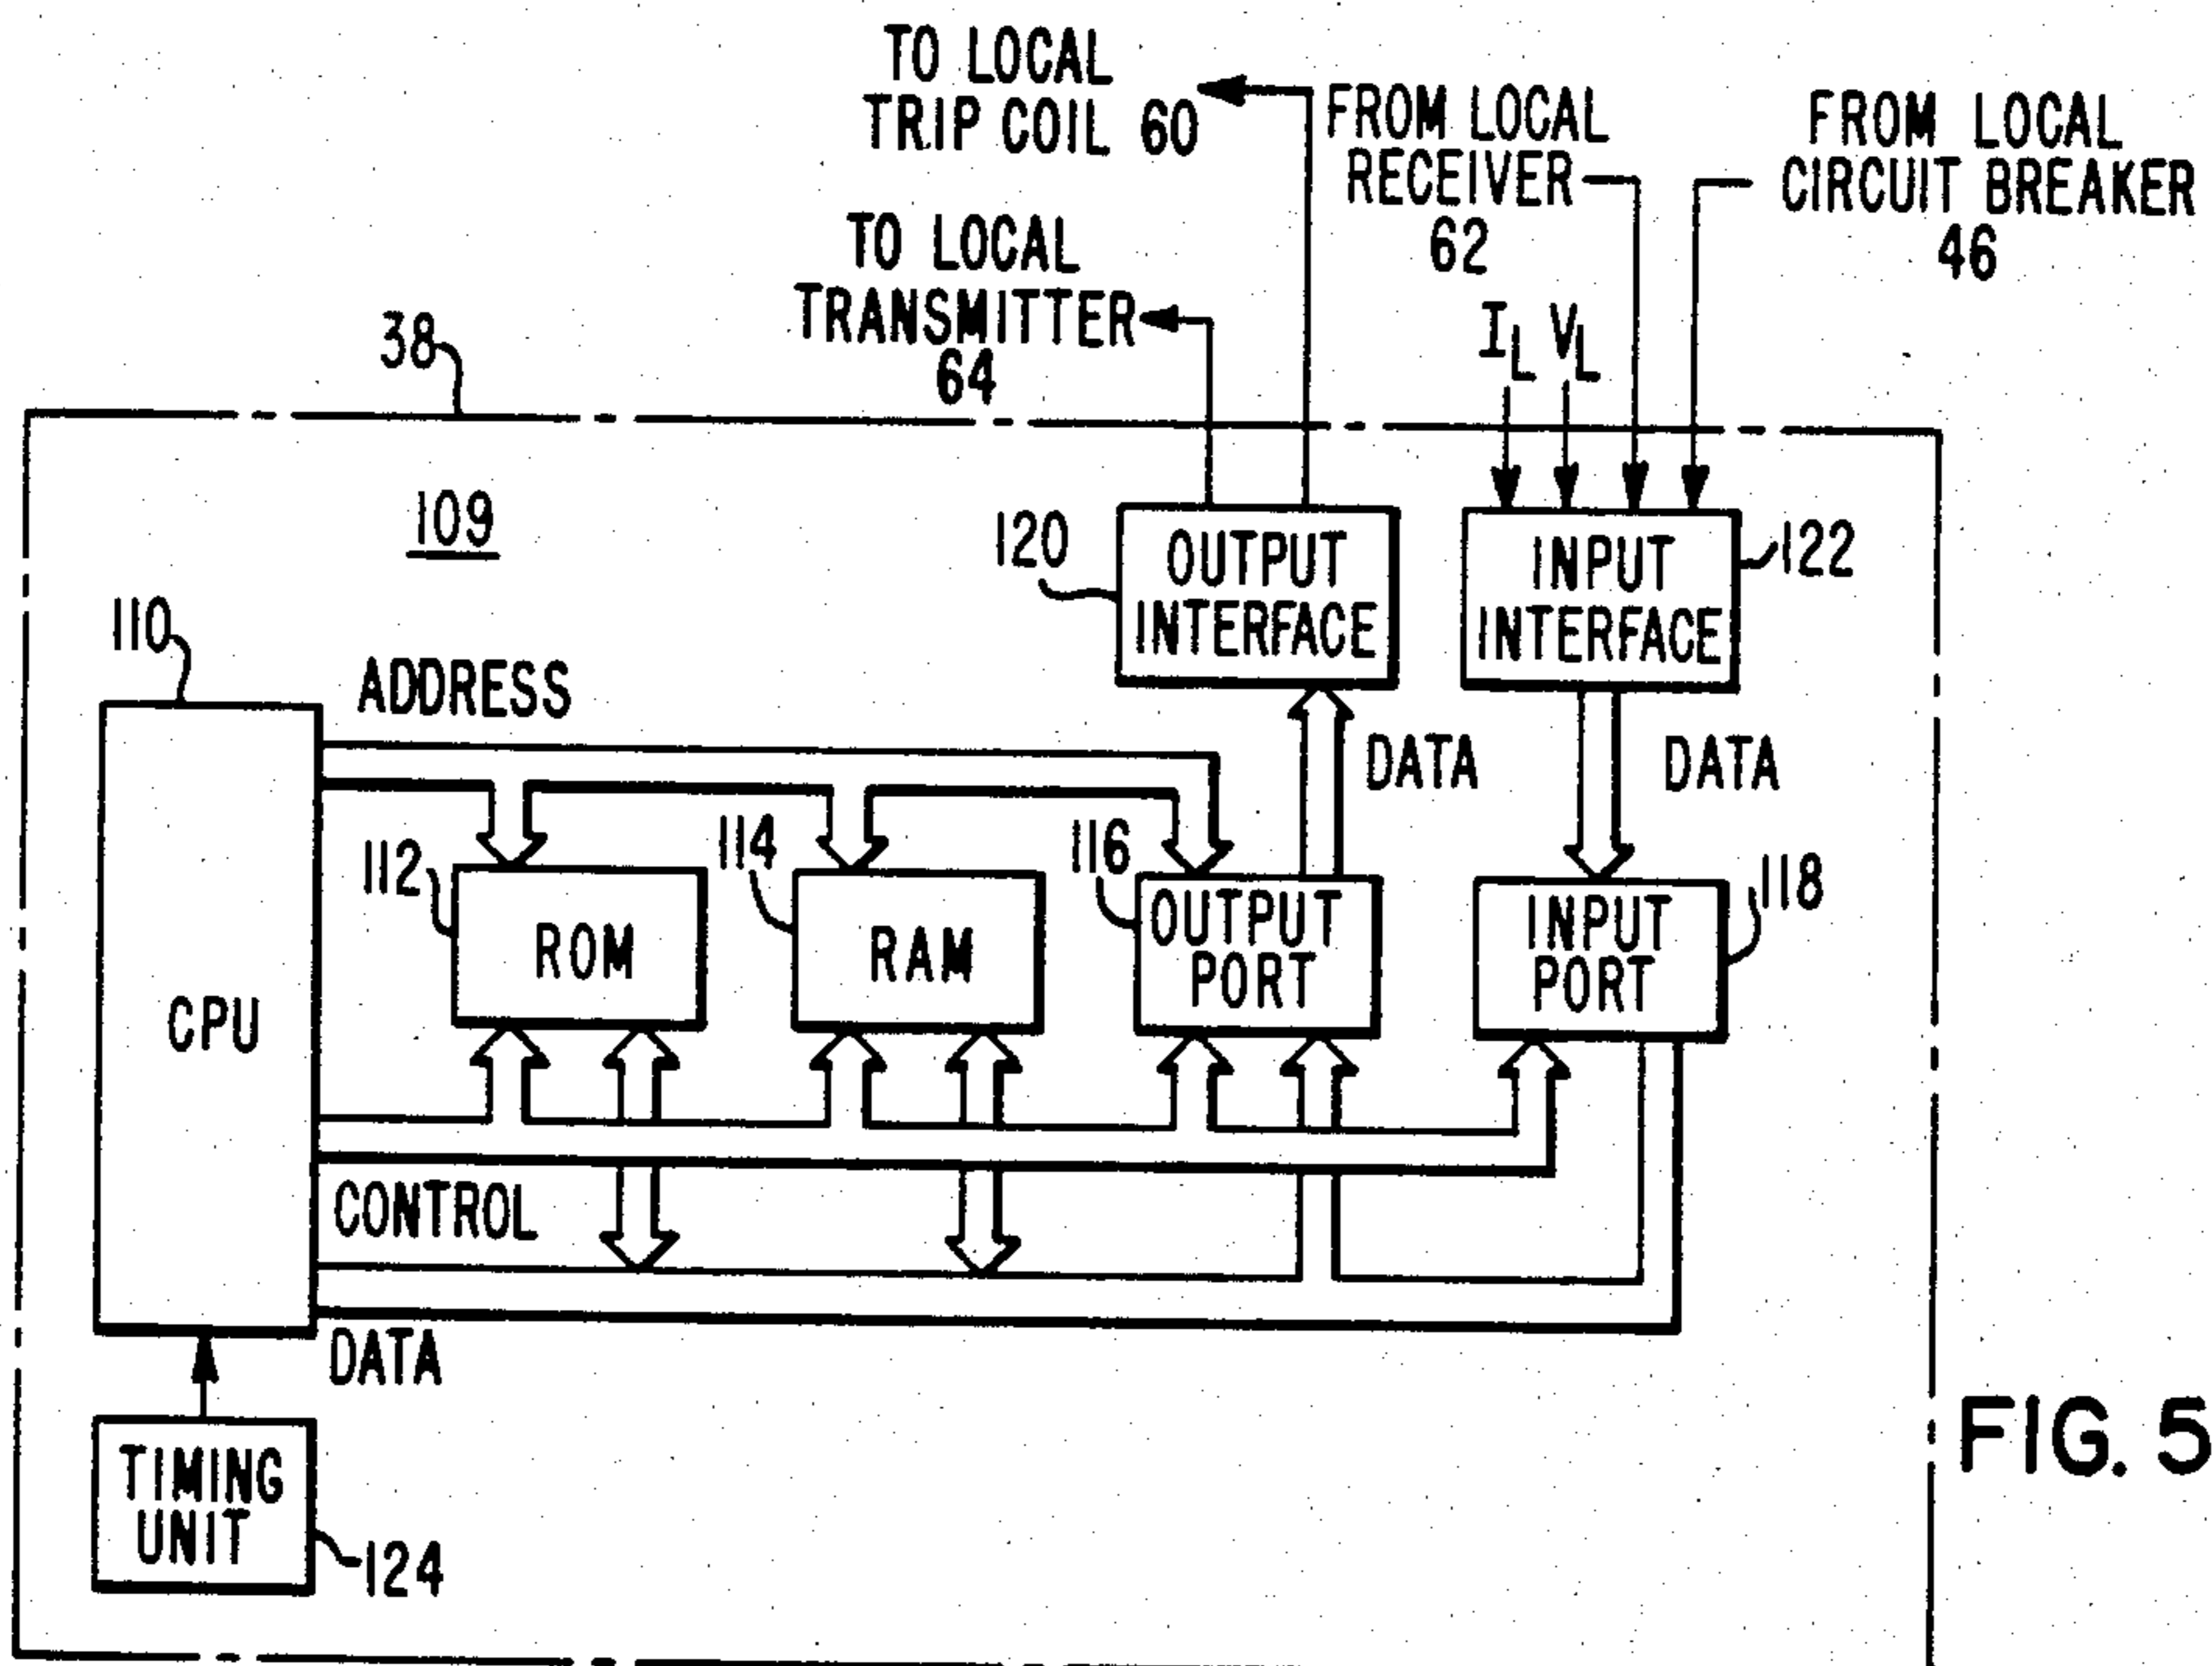 TO LOCAL
TRIP COIL 60
FROM LOCAL
RECEIVER
62
FROM LOCAL
CIRCUIT BREAKER
46
TO LOCAL
TRANSMITTER
64
I_L V_L
38
109
110
120
OUTPUT
INTERFACE
INPUT
INTERFACE
122
ADDRESS
DATA
DATA
112
ROM
114
RAM
116
OUTPUT
PORT
INPUT
PORT
118
CPU
CONTROL
DATA
TIMING
UNIT
124
FIG. 5